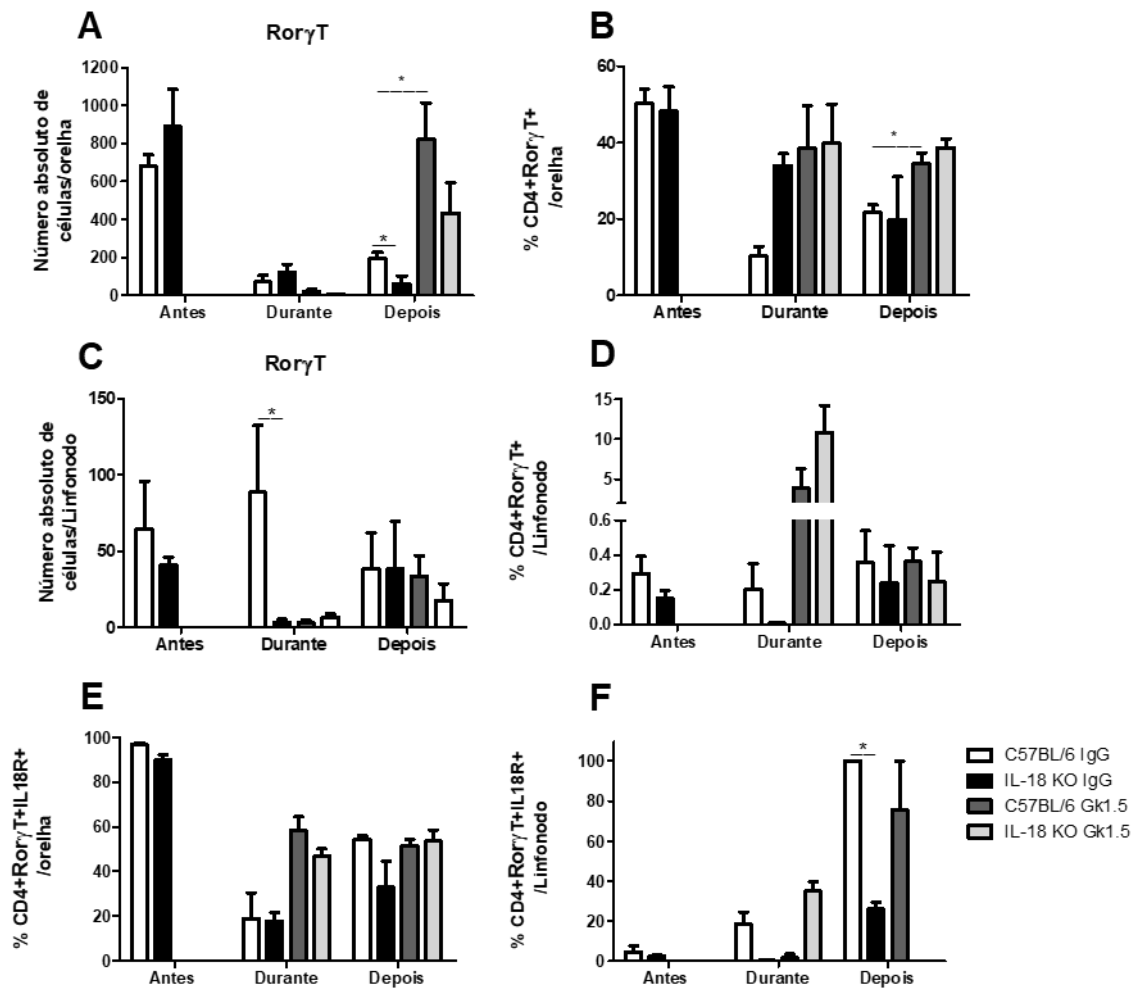 A
RorγT
Número absoluto de
células/orelha
1200
1000
800
600
400
200
0
*
*
Antes
Durante
Depois
B
% CD4+RorγT+
/orelha
60
40
20
0
*
Antes
Durante
Depois
C
RorγT
Número absoluto de
células/Linfonodo
150
100
50
0
*
Antes
Durante
Depois
D
% CD4+RorγT+
/Linfonodo
15
10
5
0.6
0.4
0.2
0.0
Antes
Durante
Depois
E
% CD4+RorγT+IL18R+
/orelha
100
80
60
40
20
0
Antes
Durante
Depois
F
% CD4+RorγT+IL18R+
/Linfonodo
100
80
60
40
20
0
*
Antes
Durante
Depois
C57BL/6 IgG
IL-18 KO IgG
C57BL/6 Gk1.5
IL-18 KO Gk1.5